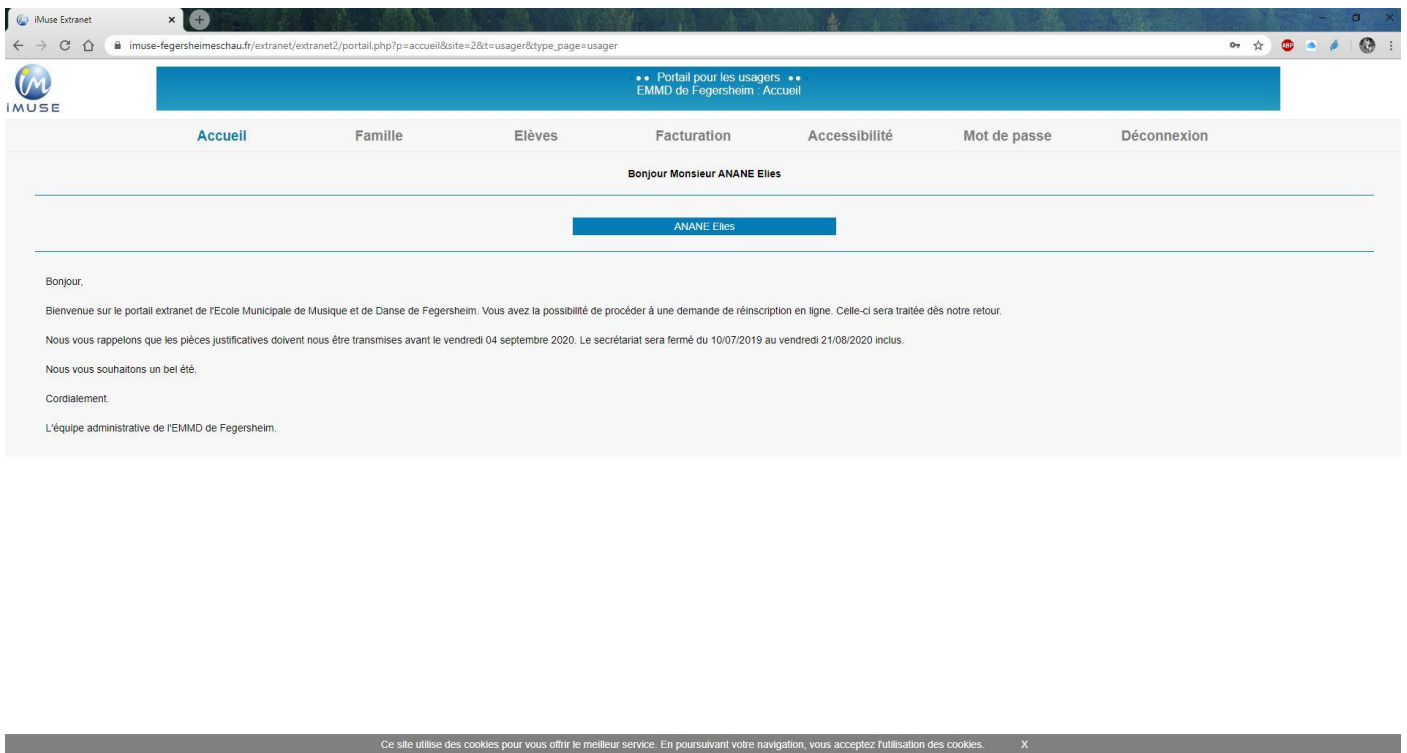 iMuse Extranet
imuse-fegersheimeschau.fr/extranet/extranet2/portail.php?p=accueil&site=2&t=usager&type_page=usager
ABP
iMUSE
•• Portail pour les usagers ••
EMMD de Fegersheim : Accueil
Accueil Famille Elèves Facturation Accessibilité Mot de passe Déconnexion
Bonjour Monsieur ANANE Elies
ANANE Elies
Bonjour,
Bienvenue sur le portail extranet de l'Ecole Municipale de Musique et de Danse de Fegersheim. Vous avez la possibilité de procéder à une demande de réinscription en ligne. Celle-ci sera traitée dès notre retour.
Nous vous rappelons que les pièces justificatives doivent nous être transmises avant le vendredi 04 septembre 2020. Le secrétariat sera fermé du 10/07/2019 au vendredi 21/08/2020 inclus.
Nous vous souhaitons un bel été.
Cordialement.
L'équipe administrative de l'EMMD de Fegersheim.
Ce site utilise des cookies pour vous offrir le meilleur service. En poursuivant votre navigation, vous acceptez l'utilisation des cookies. X